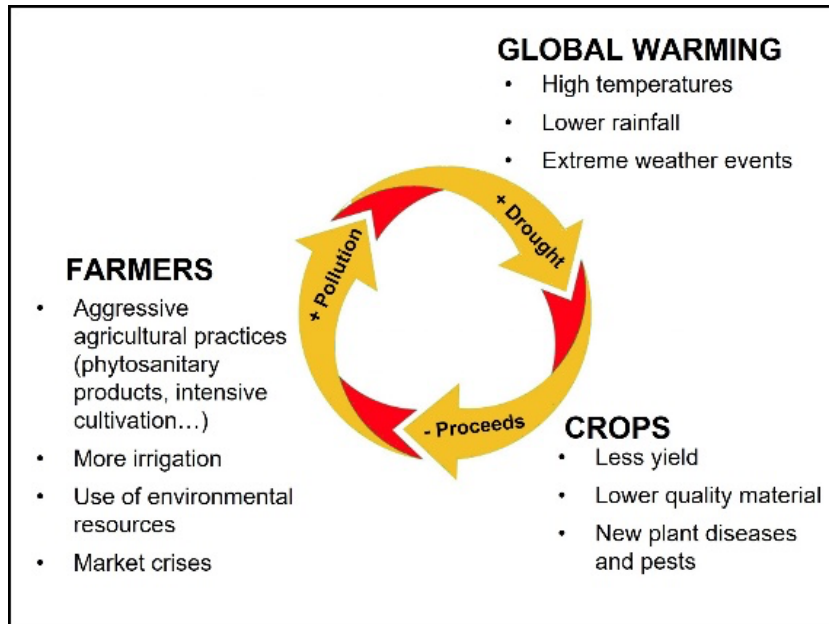 GLOBAL WARMING
• High temperatures
• Lower rainfall
• Extreme weather events
+ Drought
+ Pollution
- Proceeds
FARMERS
• Aggressive
agricultural practices
(phytosanitary
products, intensive
cultivation…)
• More irrigation
• Use of environmental
resources
• Market crises
CROPS
• Less yield
• Lower quality material
• New plant diseases
and pests